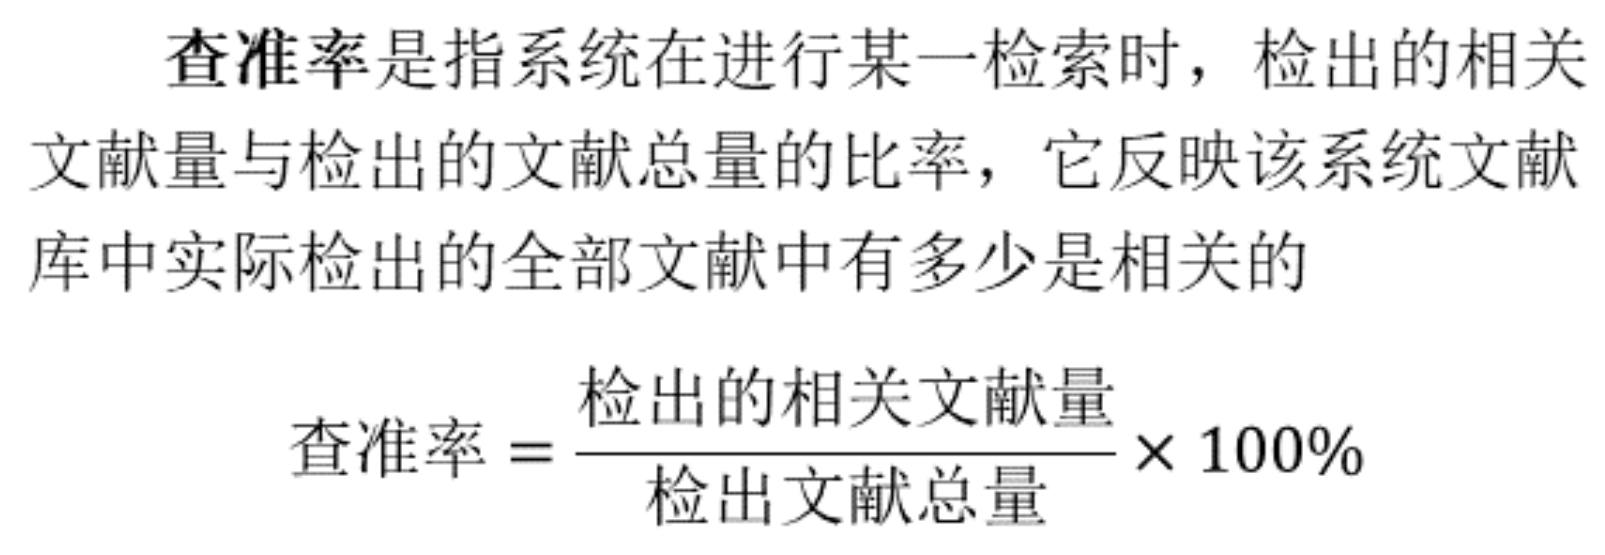 查准率是指系统在进行某一检索时，检出的相关
文献量与检出的文献总量的比率，它反映该系统文献
库中实际检出的全部文献中有多少是相关的
查准率 = 检出的相关文献量 / 检出文献总量 × 100%